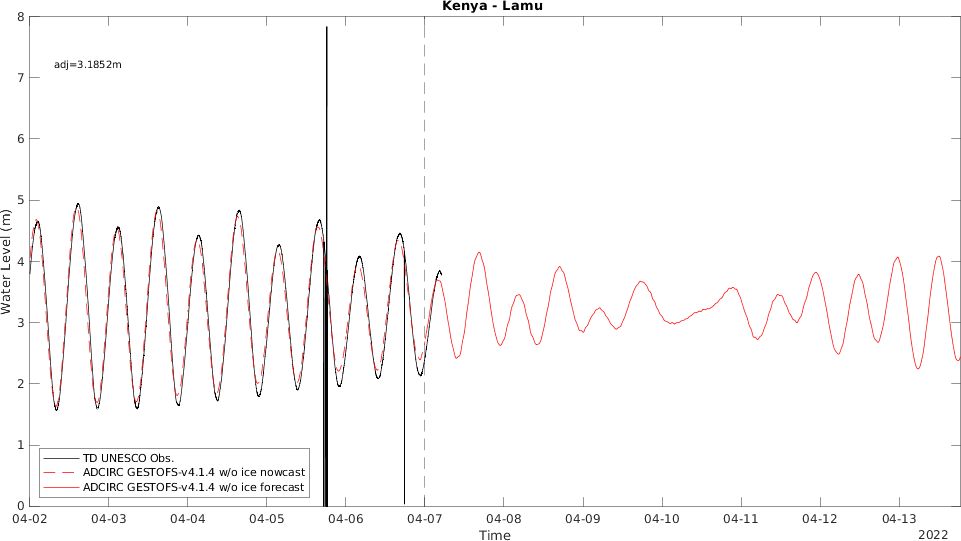 Kenya - Lamu
8
7
6
5
4
3
2
1
0
Water Level (m)
adj=3.1852m
TD UNESCO Obs.
ADCIRC GESTOFS-v4.1.4 w/o ice nowcast
ADCIRC GESTOFS-v4.1.4 w/o ice forecast
04-02 04-03 04-04 04-05 04-06 04-07 04-08 04-09 04-10 04-11 04-12 04-13
Time
2022